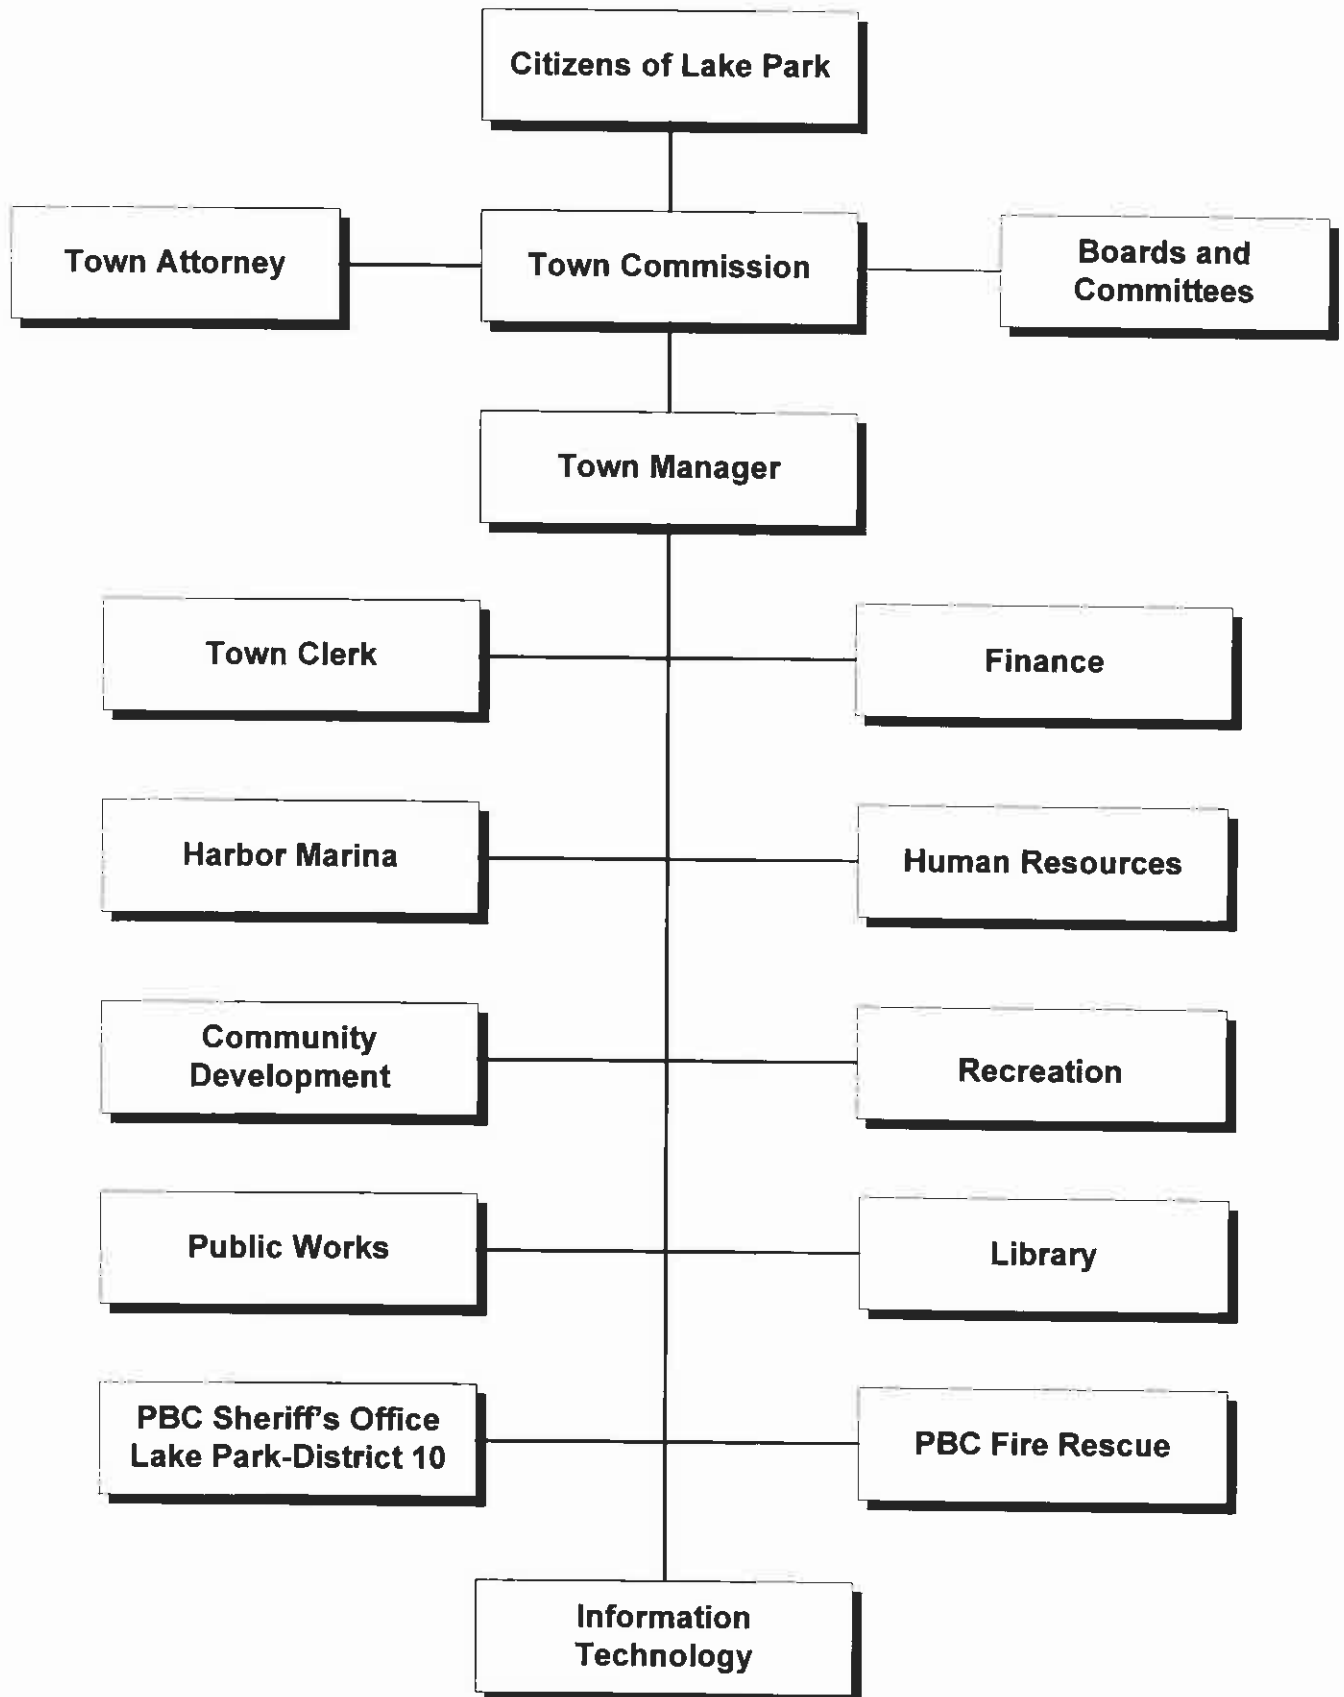 Citizens of Lake Park
Town Attorney
Town Commission
Boards and
Committees
Town Manager
Town Clerk
Finance
Harbor Marina
Human Resources
Community
Development
Recreation
Public Works
Library
PBC Sheriff's Office
Lake Park-District 10
PBC Fire Rescue
Information
Technology